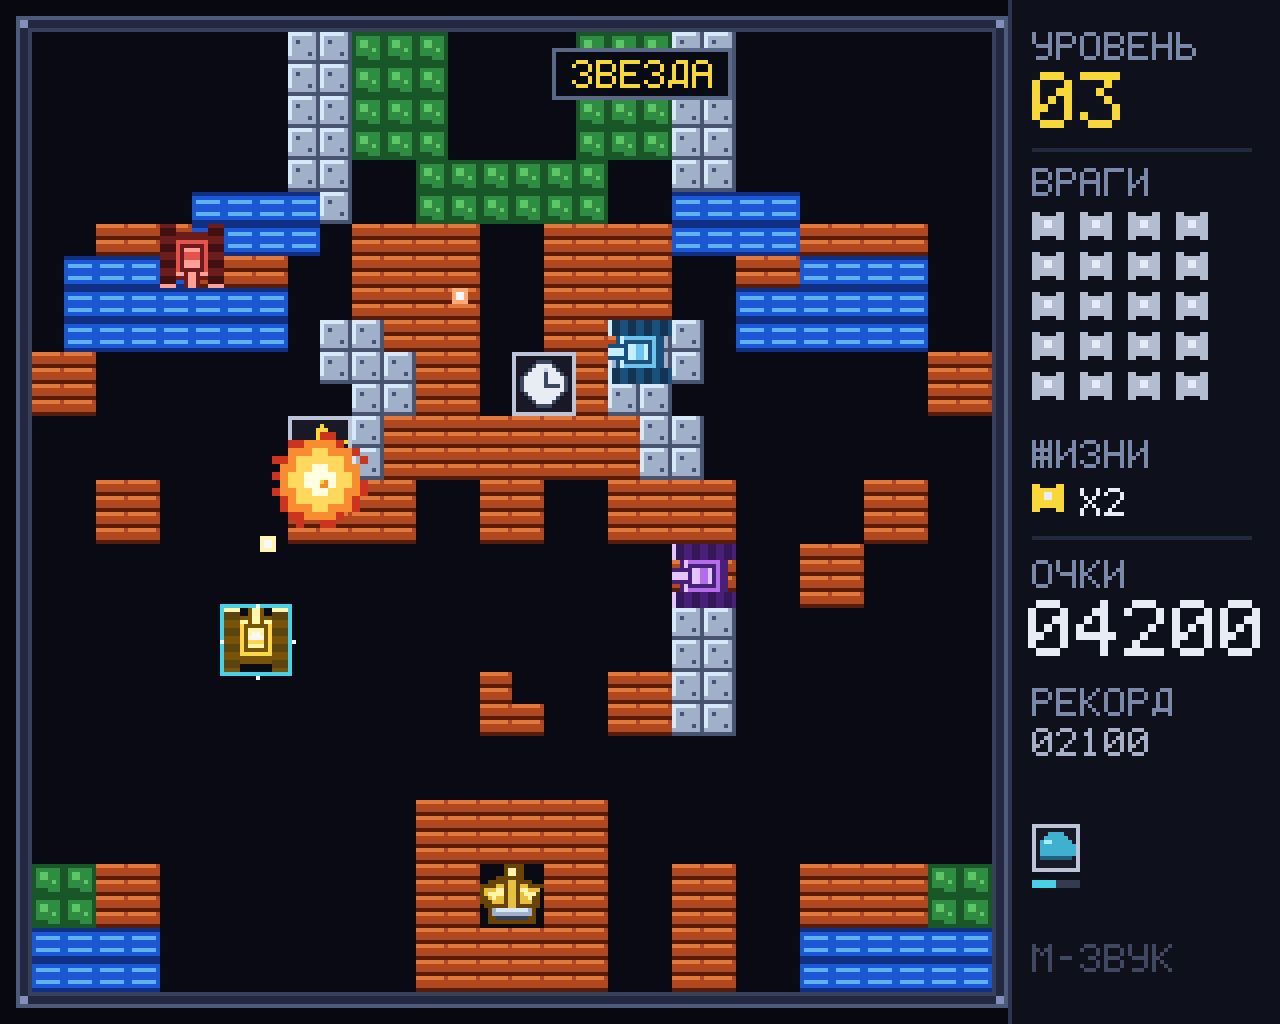 ЗВЕЗДА
УРОВЕНЬ
03
ВРАГИ
ЖИЗНИ
X2
ОЧКИ
04200
РЕКОРД
02100
М-ЗВУК